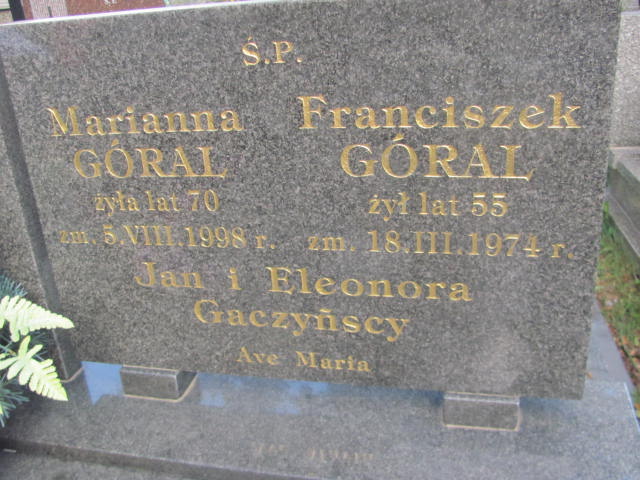 Ś.P.
Marianna
GÓRAL
żyła lat 70
zm. 5.VIII.1998 r.
Franciszek
GÓRAL
żył lat 55
zm. 18.III.1974 r.
Jan i Eleonora
Gaczyñscy
Ave Maria